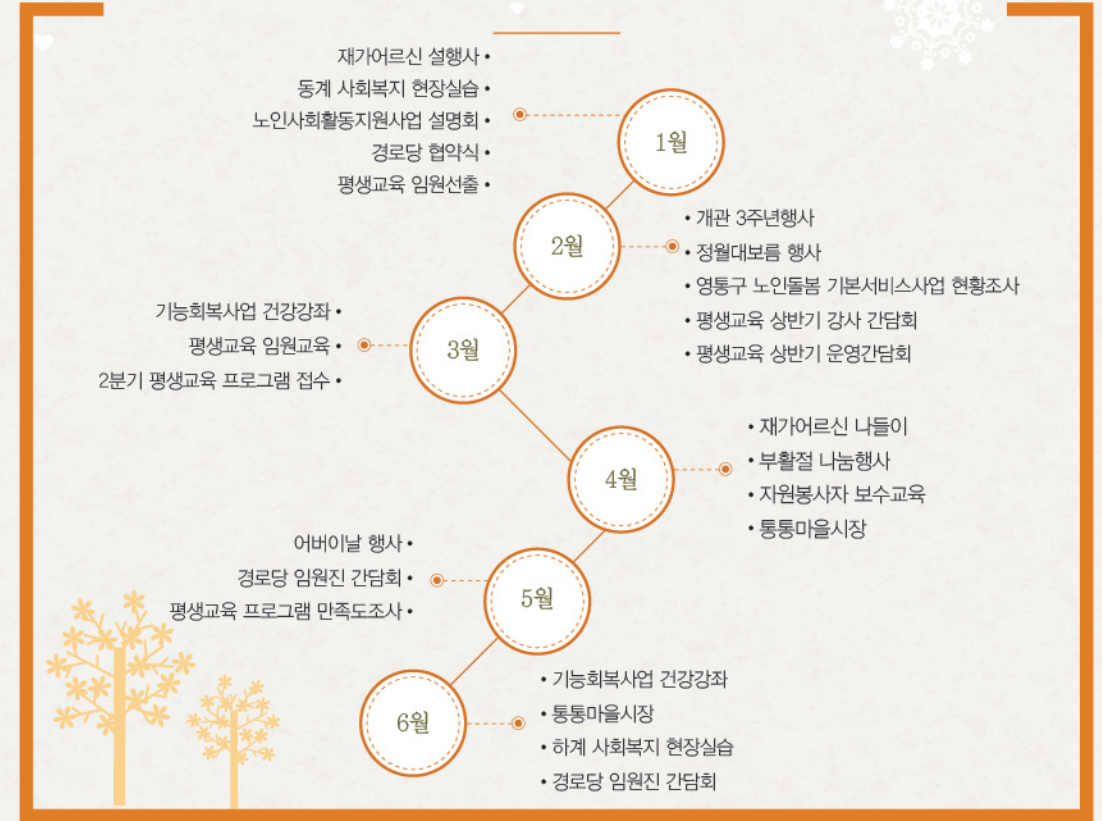 재가어르신 설행사 •
동계 사회복지 현장실습 •
노인사회활동지원사업 설명회 •
경로당 협약식 •
평생교육 임원선출 •
1월
2월
• 개관 3주년행사
• 정월대보름 행사
• 영통구 노인돌봄 기본서비스사업 현황조사
• 평생교육 상반기 강사 간담회
• 평생교육 상반기 운영간담회
기능회복사업 건강강좌 •
평생교육 임원교육 •
2분기 평생교육 프로그램 접수 •
3월
4월
• 재가어르신 나들이
• 부활절 나눔행사
• 자원봉사자 보수교육
• 통통마을시장
어버이날 행사 •
경로당 임원진 간담회 •
평생교육 프로그램 만족도조사 •
5월
6월
• 기능회복사업 건강강좌
• 통통마을시장
• 하계 사회복지 현장실습
• 경로당 임원진 간담회